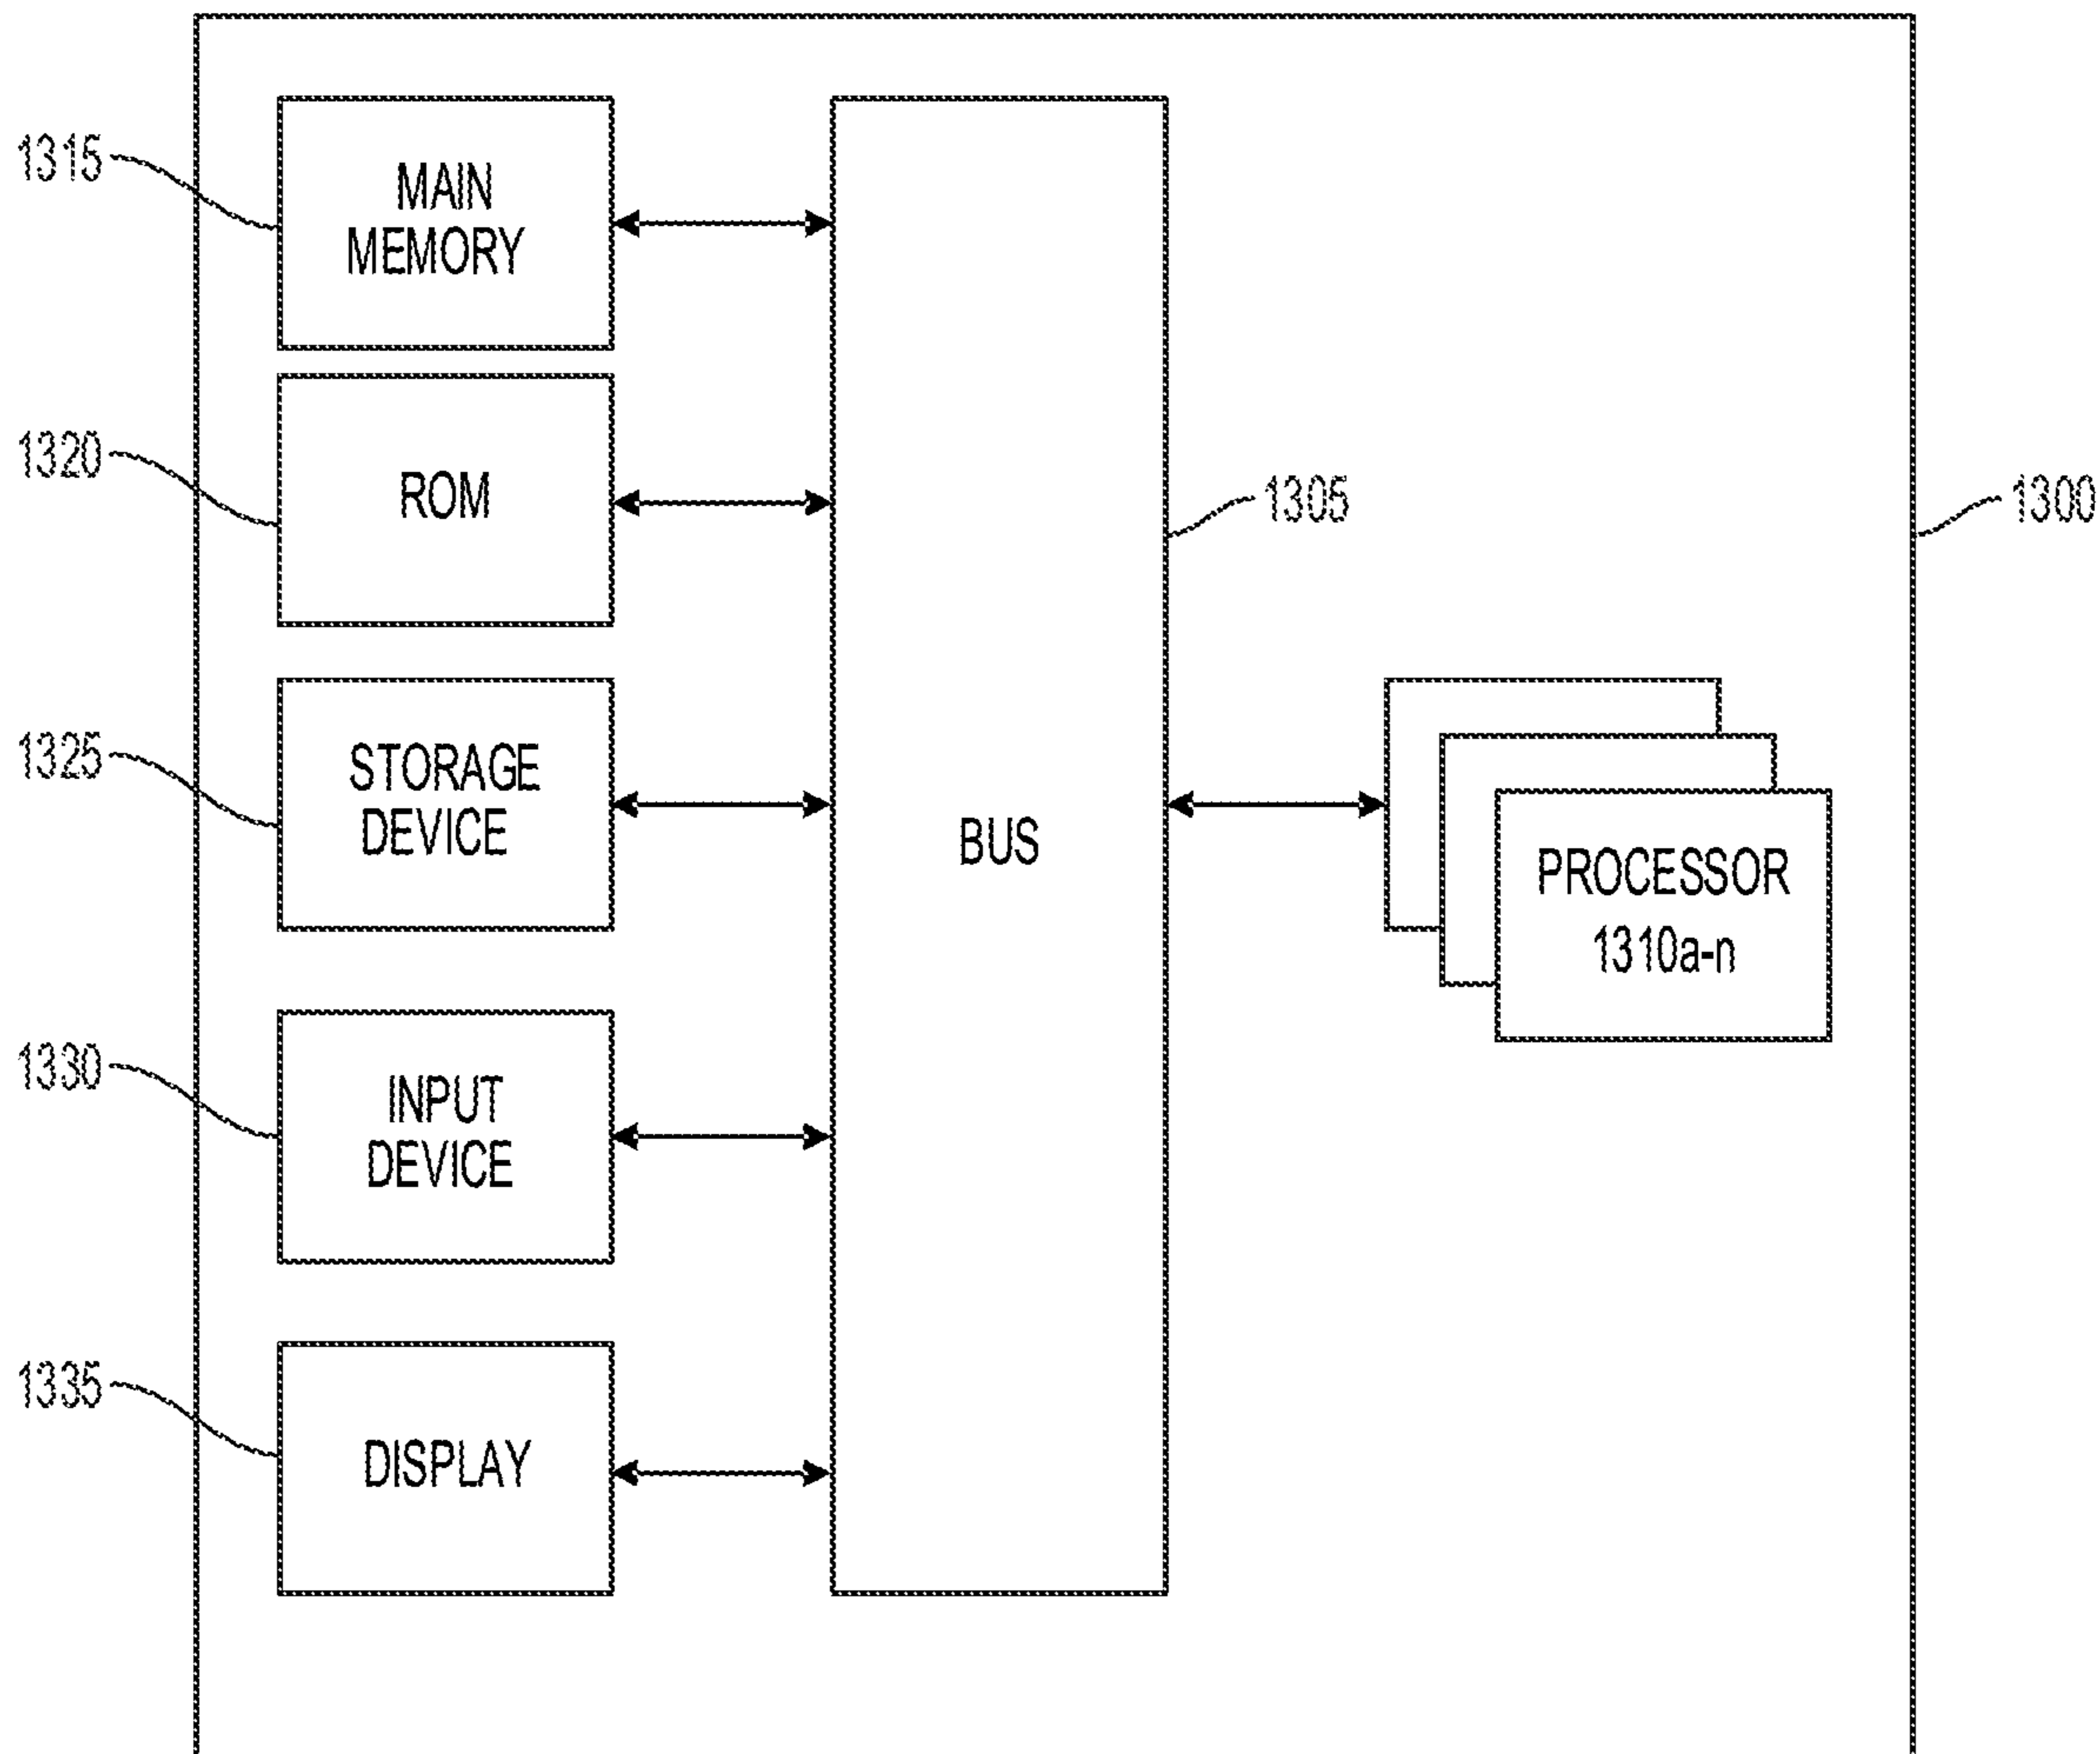 1315
MAIN
MEMORY
1320
ROM
1305
1300
1325
STORAGE
DEVICE
BUS
PROCESSOR
1310a-n
1330
INPUT
DEVICE
1335
DISPLAY